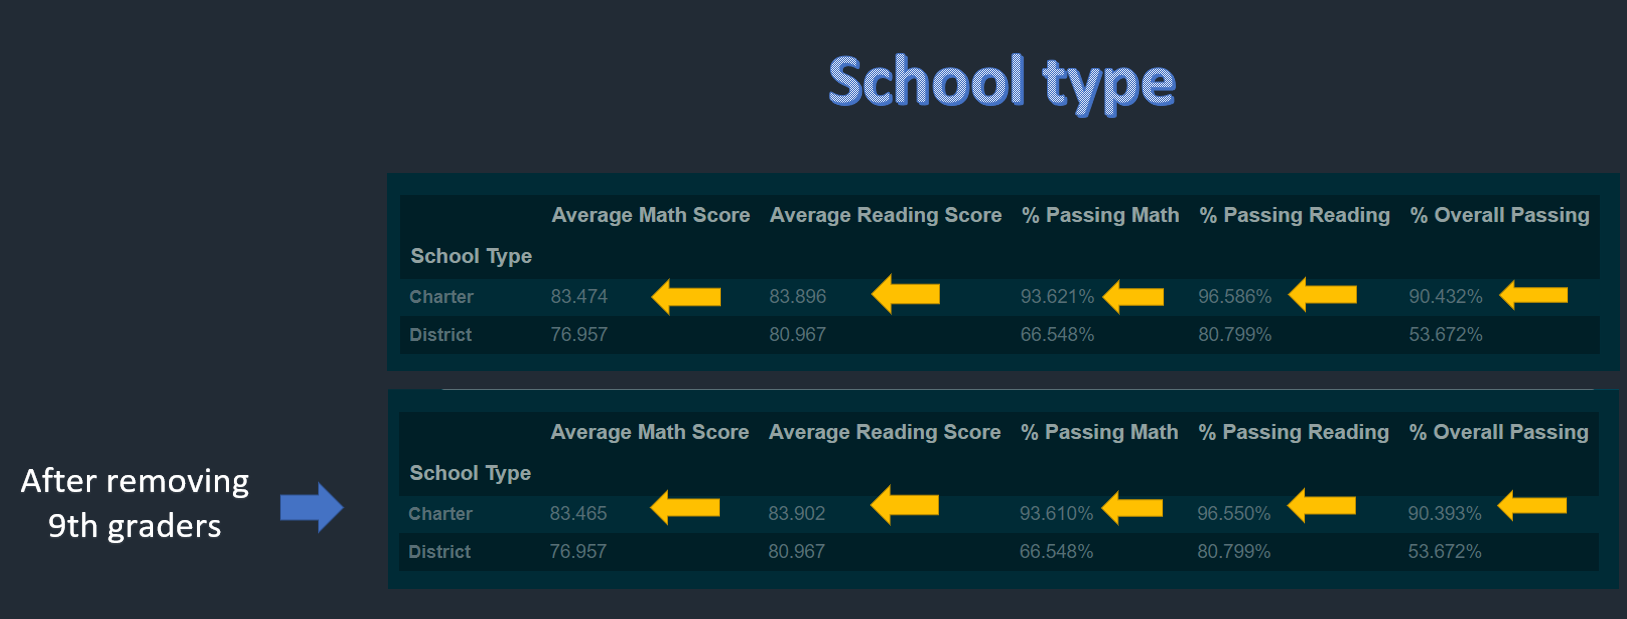 School type
Average Math Score Average Reading Score % Passing Math % Passing Reading % Overall Passing
School Type
Charter 83.474 83.896 93.621% 96.586% 90.432%
District 76.957 80.967 66.548% 80.799% 53.672%
Average Math Score Average Reading Score % Passing Math % Passing Reading % Overall Passing
School Type
After removing
9th graders
Charter 83.465 83.902 93.610% 96.550% 90.393%
District 76.957 80.967 66.548% 80.799% 53.672%